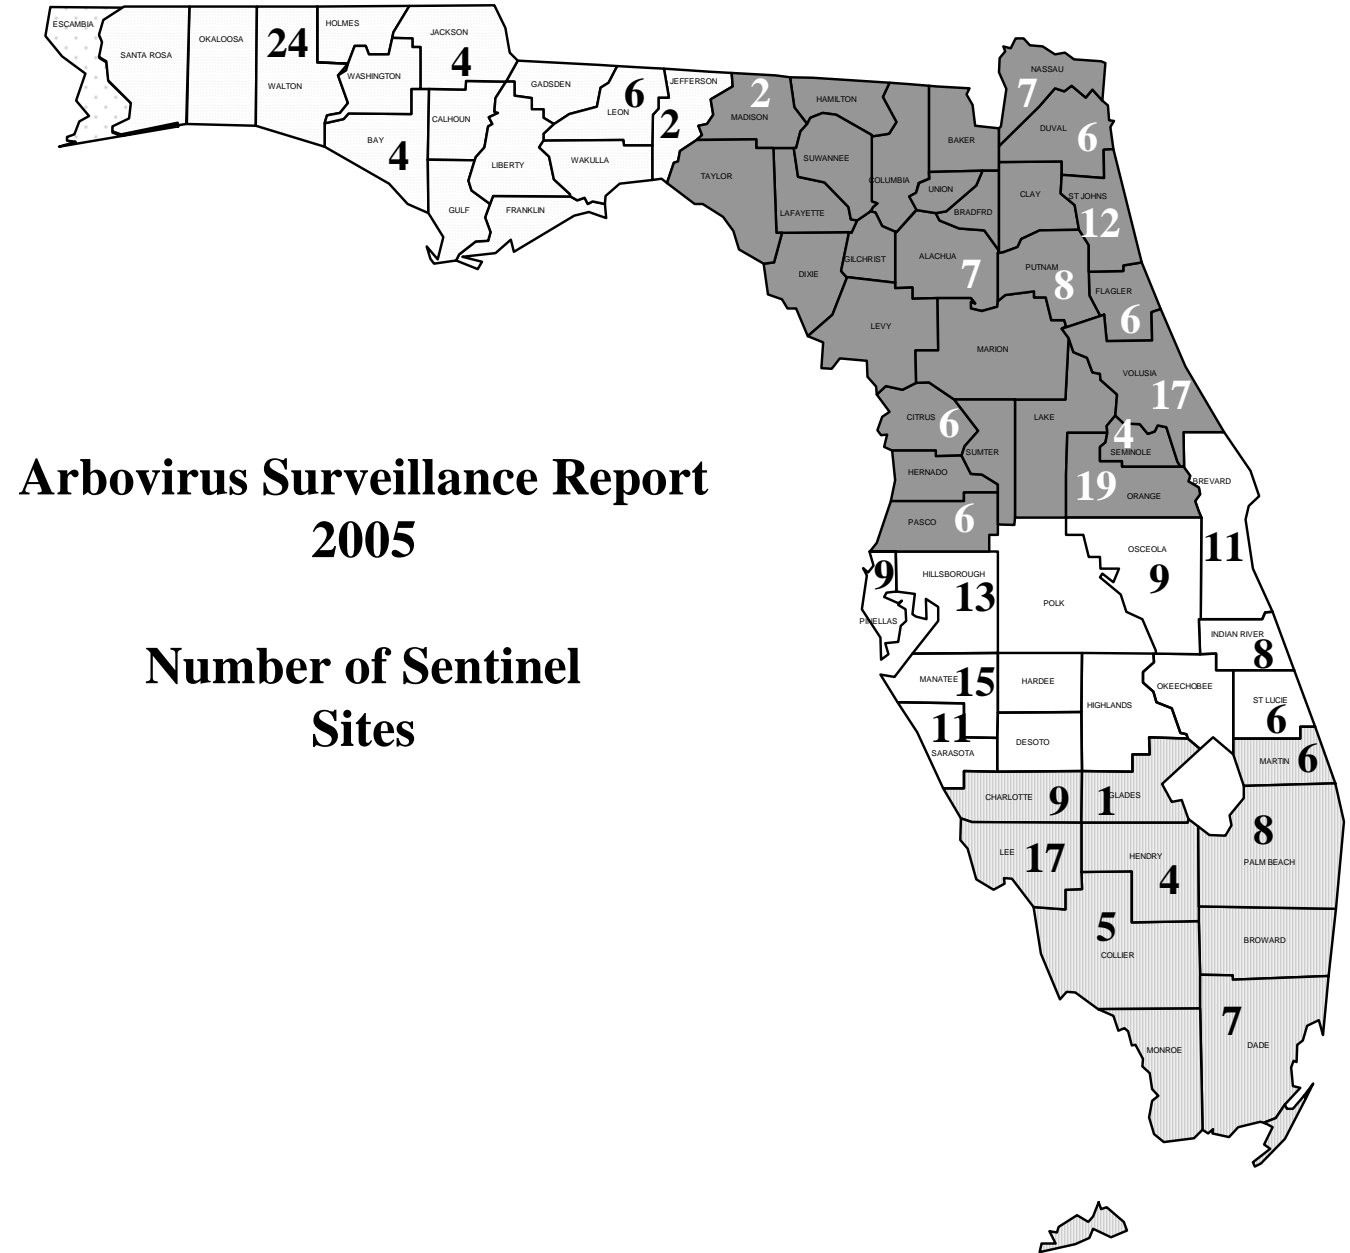 ESCAMBIA
SANTA ROSA
OKALOOSA
24
WALTON
HOLMES
WASHINGTON
JACKSON
4
BAY
4
CALHOUN
GULF
LIBERTY
GADSDEN
FRANKLIN
6
LEON
WAKULLA
JEFFERSON
2
2
MADISON
TAYLOR
HAMILTON
SUWANNEE
LAFAYETTE
COLUMBIA
DIXIE
GILCHRIST
BAKER
UNION
BRADFRD
NASSAU
7
DUVAL
6
CLAY
ST JOHNS
12
ALACHUA
7
PUTNAM
8
FLAGLER
6
LEVY
MARION
VOLUSIA
17
CITRUS
6
SUMTER
LAKE
4
SEMINOLE
HERNADO
19
ORANGE
PASCO
6
BREVARD
11
Arbovirus Surveillance Report
2005
Number of Sentinel
Sites
9
PINELLAS
HILLSBOROUGH
13
POLK
OSCEOLA
9
INDIAN RIVER
8
MANATEE
15
HARDEE
HIGHLANDS
OKEECHOBEE
ST LUCIE
6
11
SARASOTA
DESOTO
MARTIN
6
CHARLOTTE
9
1
GLADES
LEE
17
HENDRY
4
8
PALM BEACH
5
COLLIER
BROWARD
7
DADE
MONROE